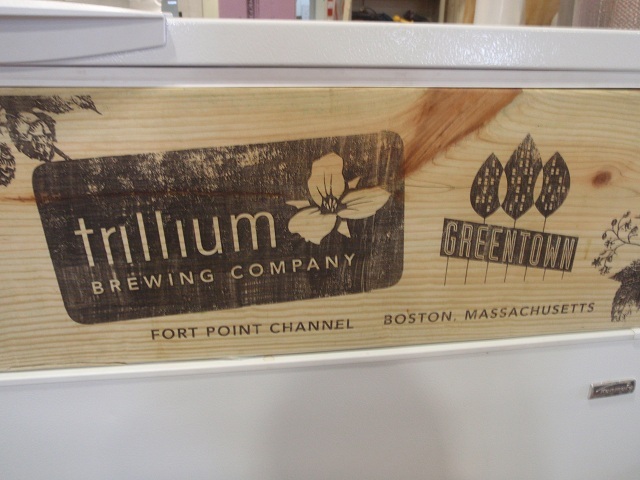 trillium
BREWING COMPANY
GREENTOWN
FORT POINT CHANNEL
BOSTON, MASSACHUSETTS